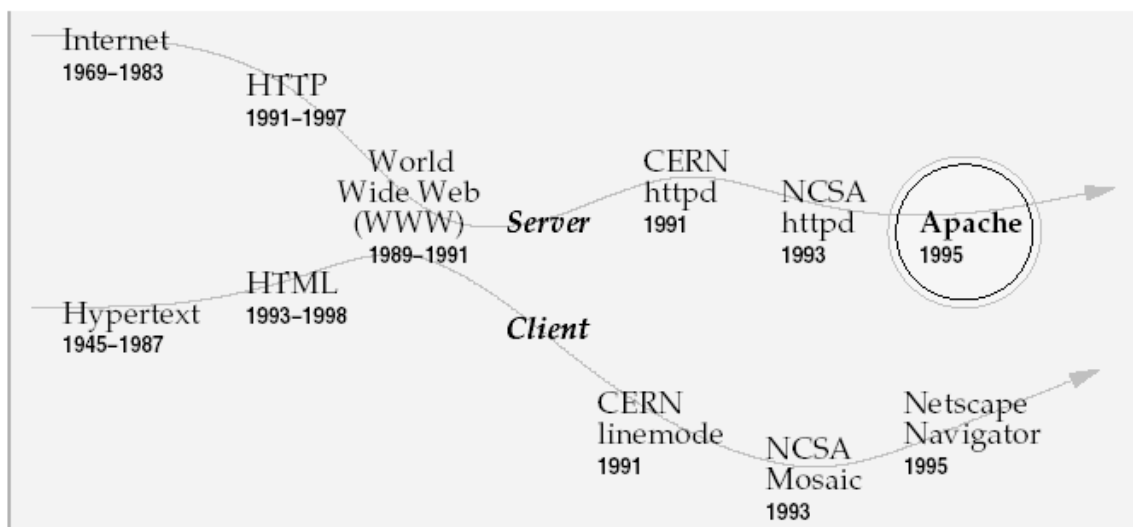 Internet
1969–1983
HTTP
1991–1997
World
Wide Web
(WWW)
1989–1991
Hypertext
1945–1987
HTML
1993–1998
Server
CERN
httpd
1991
NCSA
httpd
1993
Apache
1995
Client
CERN
linemode
1991
NCSA
Mosaic
1993
Netscape
Navigator
1995